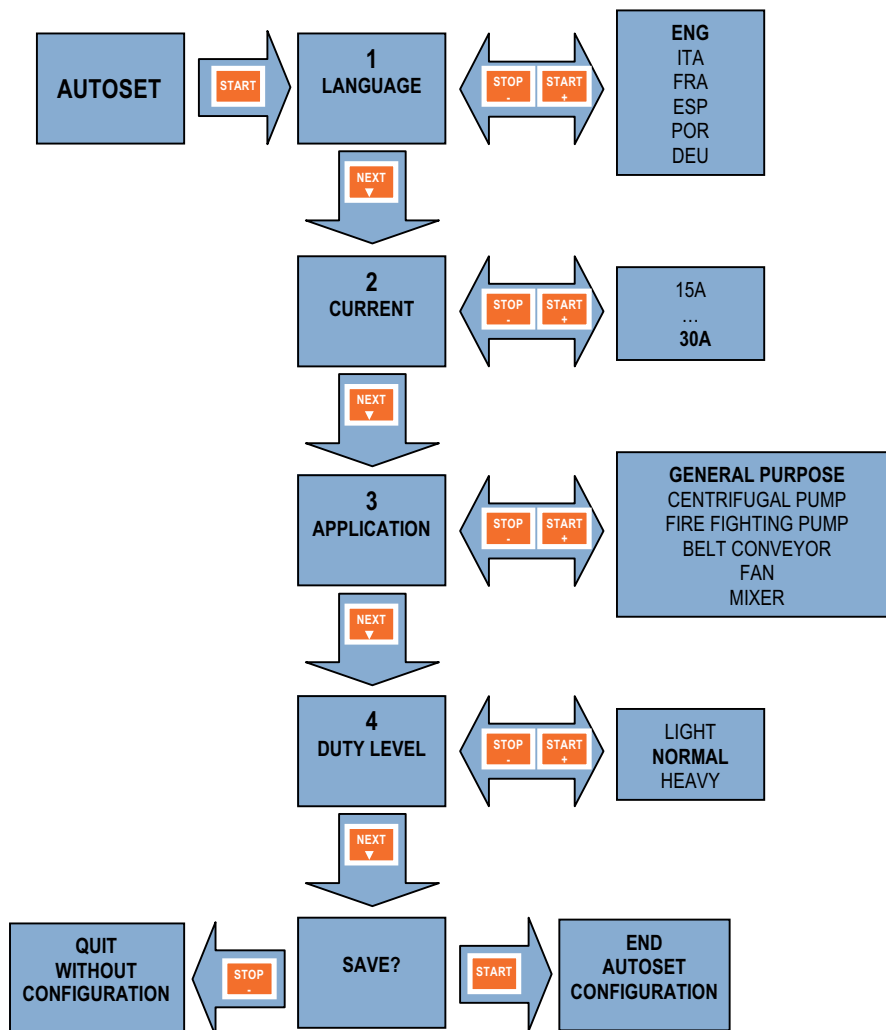 AUTOSET
START
1
LANGUAGE
STOP
-
START
+
ENG
ITA
FRA
ESP
POR
DEU
NEXT
▼
2
CURRENT
STOP
-
START
+
15A
...
30A
NEXT
▼
3
APPLICATION
STOP
-
START
+
GENERAL PURPOSE
CENTRIFUGAL PUMP
FIRE FIGHTING PUMP
BELT CONVEYOR
FAN
MIXER
NEXT
▼
4
DUTY LEVEL
STOP
-
START
+
LIGHT
NORMAL
HEAVY
NEXT
▼
QUIT
WITHOUT
CONFIGURATION
STOP
-
SAVE?
START
END
AUTOSET
CONFIGURATION